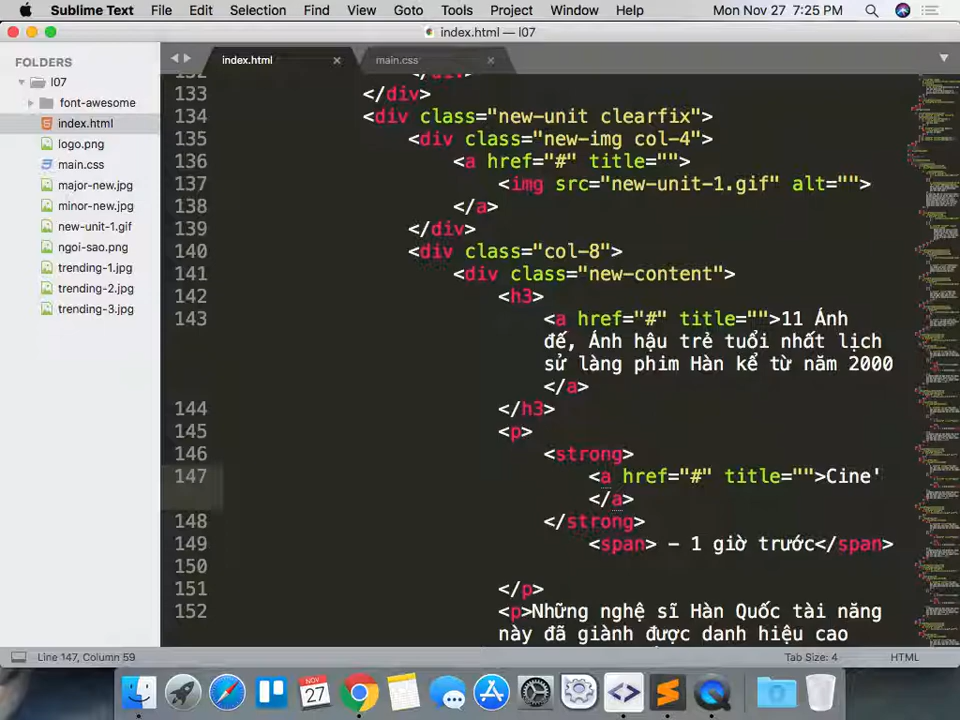 Sublime Text File Edit Selection Find View Goto Tools Project Window Help Mon Nov 27 7:25 PM
index.html — l07
FOLDERS
l07
font-awesome
index.html
logo.png
main.css
major-new.jpg
minor-new.jpg
new-unit-1.gif
ngoi-sao.png
trending-1.jpg
trending-2.jpg
trending-3.jpg
index.html × main.css ×
132 </div>
133 </div>
134 <div class="new-unit clearfix">
135 <div class="new-img col-4">
136 <a href="#" title="">
137 <img src="new-unit-1.gif" alt="">
138 </a>
139 </div>
140 <div class="col-8">
141 <div class="new-content">
142 <h3>
143 <a href="#" title="">11 Ánh
đế, Ánh hậu trẻ tuổi nhất lịch
sử làng phim Hàn kể từ năm 2000
</a>
144 </h3>
145 <p>
146 <strong>
147 <a href="#" title="">Cine'
</a>
148 </strong>
149 <span> – 1 giờ trước</span>
150
151 </p>
152 <p>Những nghệ sĩ Hàn Quốc tài năng
này đã giành được danh hiệu cao
Line 147, Column 59 Tab Size: 4 HTML
NOV
27